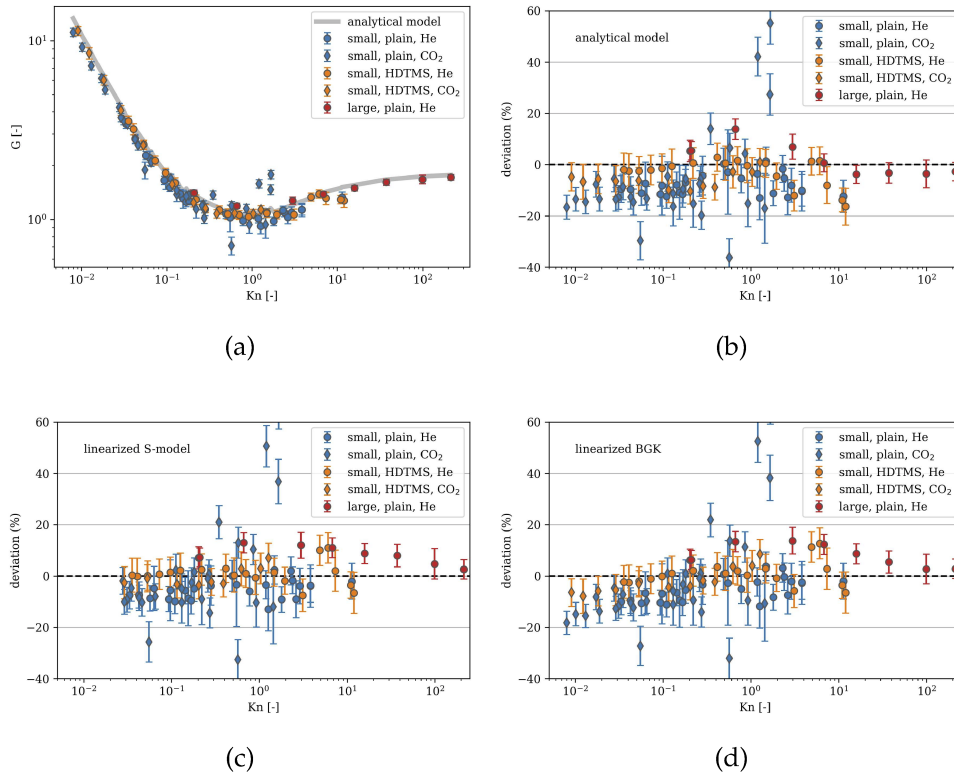 analytical model
small, plain, He
small, plain, CO₂
small, HDTMS, He
small, HDTMS, CO₂
large, plain, He
10¹
10⁰
G [-]
10⁻² 10⁻¹ 10⁰ 10¹ 10²
Kn [-]
(a)
analytical model
small, plain, He
small, plain, CO₂
small, HDTMS, He
small, HDTMS, CO₂
large, plain, He
60
40
20
0
−20
−40
deviation (%)
10⁻² 10⁻¹ 10⁰ 10¹ 10²
Kn [-]
(b)
linearized S-model
small, plain, He
small, plain, CO₂
small, HDTMS, He
small, HDTMS, CO₂
large, plain, He
60
40
20
0
−20
−40
deviation (%)
10⁻² 10⁻¹ 10⁰ 10¹ 10²
Kn [-]
(c)
linearized BGK
small, plain, He
small, plain, CO₂
small, HDTMS, He
small, HDTMS, CO₂
large, plain, He
60
40
20
0
−20
−40
deviation (%)
10⁻² 10⁻¹ 10⁰ 10¹ 10²
Kn [-]
(d)